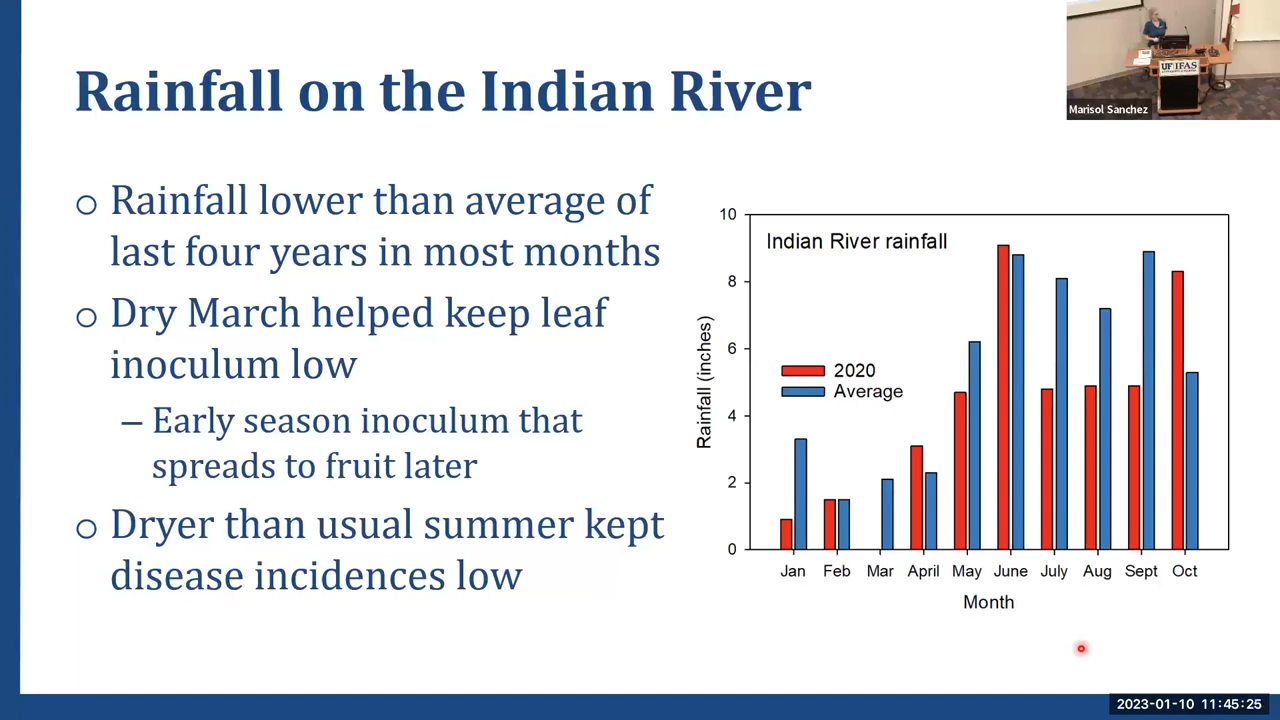 Rainfall on the Indian River
UF IFAS
Marisol Sanchez
o Rainfall lower than average of
last four years in most months
o Dry March helped keep leaf
inoculum low
– Early season inoculum that
spreads to fruit later
o Dryer than usual summer kept
disease incidences low
Indian River rainfall
2020
Average
Rainfall (inches)
10
8
6
4
2
0
Jan Feb Mar April May June July Aug Sept Oct
Month
2023-01-10 11:45:25